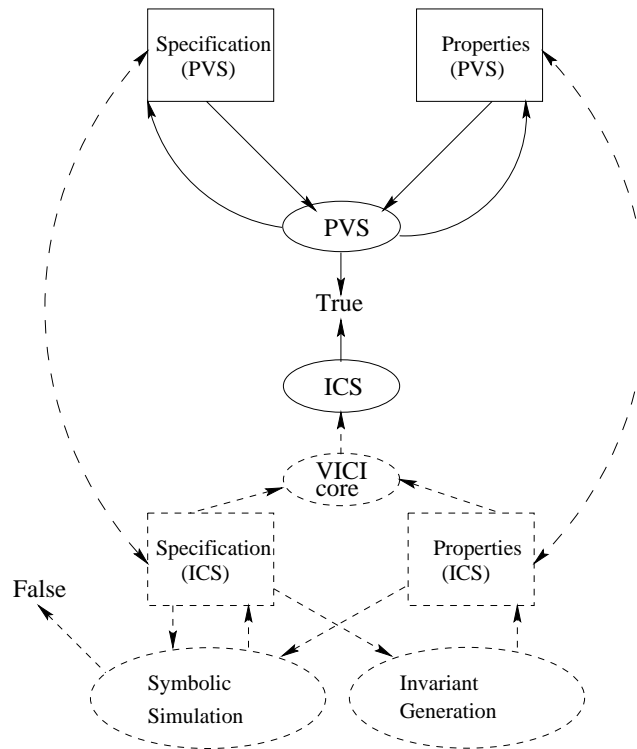 Specification
(PVS)
Properties
(PVS)
PVS
True
ICS
VICI
core
Specification
(ICS)
Properties
(ICS)
False
Symbolic
Simulation
Invariant
Generation